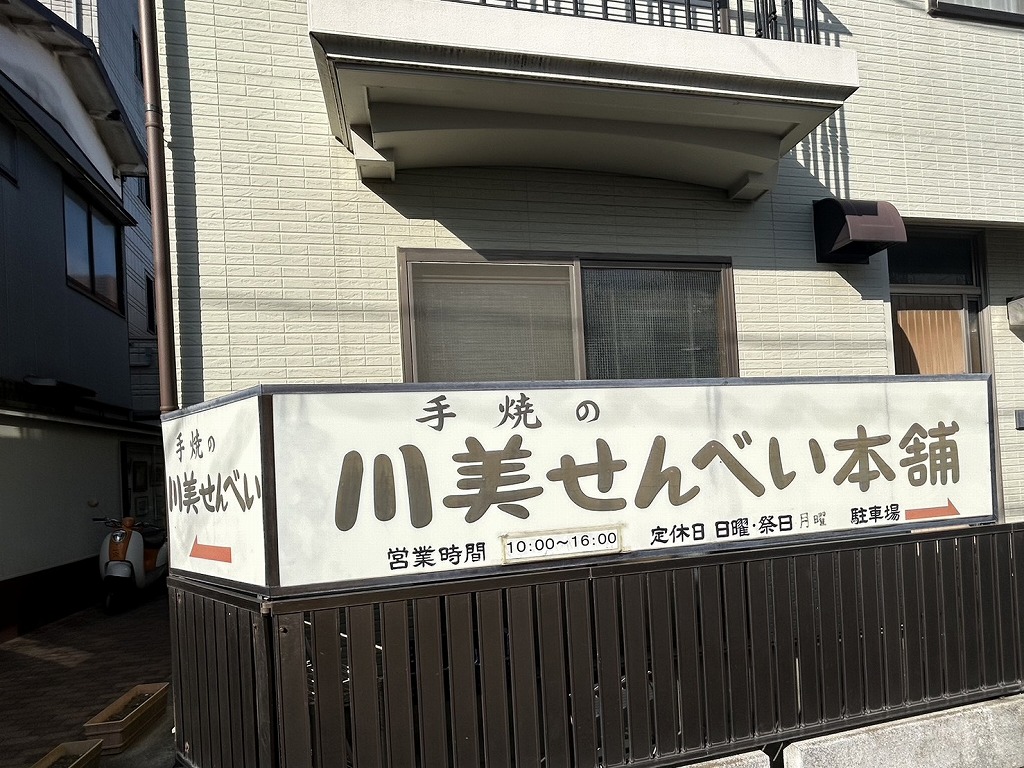 手焼の
川美せんべい
手焼の
川美せんべい本舗
営業時間 10:00～16:00 定休日 日曜・祭日 月曜 駐車場